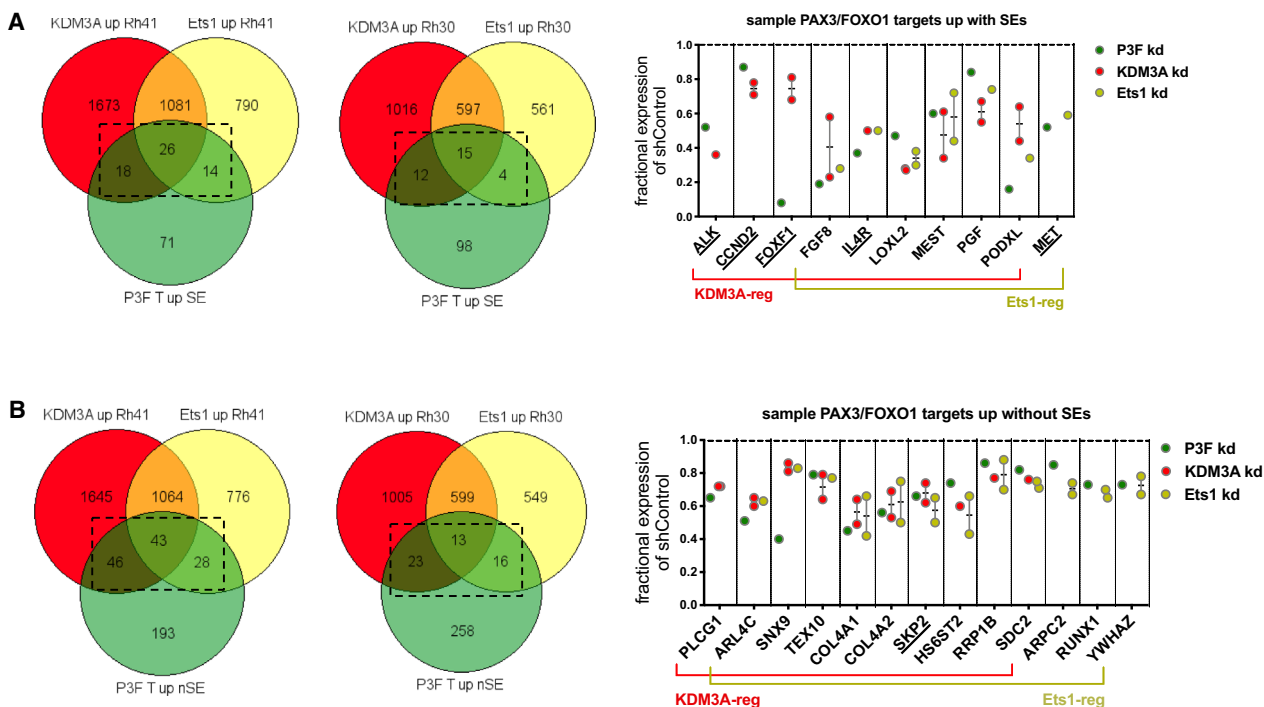 A
KDM3A up Rh41
Ets1 up Rh41
1673
1081
790
26
18
14
71
P3F T up SE
KDM3A up Rh30
Ets1 up Rh30
1016
597
561
15
12
4
98
P3F T up SE
sample PAX3/FOXO1 targets up with SEs
fractional expression
of shControl
1.0
0.8
0.6
0.4
0.2
0.0
P3F kd
KDM3A kd
Ets1 kd
ALK
CCND2
FOXF1
FGF8
IL4R
LOXL2
MEST
PGF
PODXL
MET
KDM3A-reg
Ets1-reg
B
KDM3A up Rh41
Ets1 up Rh41
1645
1064
776
43
46
28
193
P3F T up nSE
KDM3A up Rh30
Ets1 up Rh30
1005
599
549
13
23
16
258
P3F T up nSE
sample PAX3/FOXO1 targets up without SEs
fractional expression
of shControl
1.0
0.8
0.6
0.4
0.2
0.0
P3F kd
KDM3A kd
Ets1 kd
PLCG1
ARL4C
SNX9
TEX10
COL4A1
COL4A2
SKP2
HS6ST2
RRP1B
SDC2
ARPC2
RUNX1
YWHAZ
KDM3A-reg
Ets1-reg